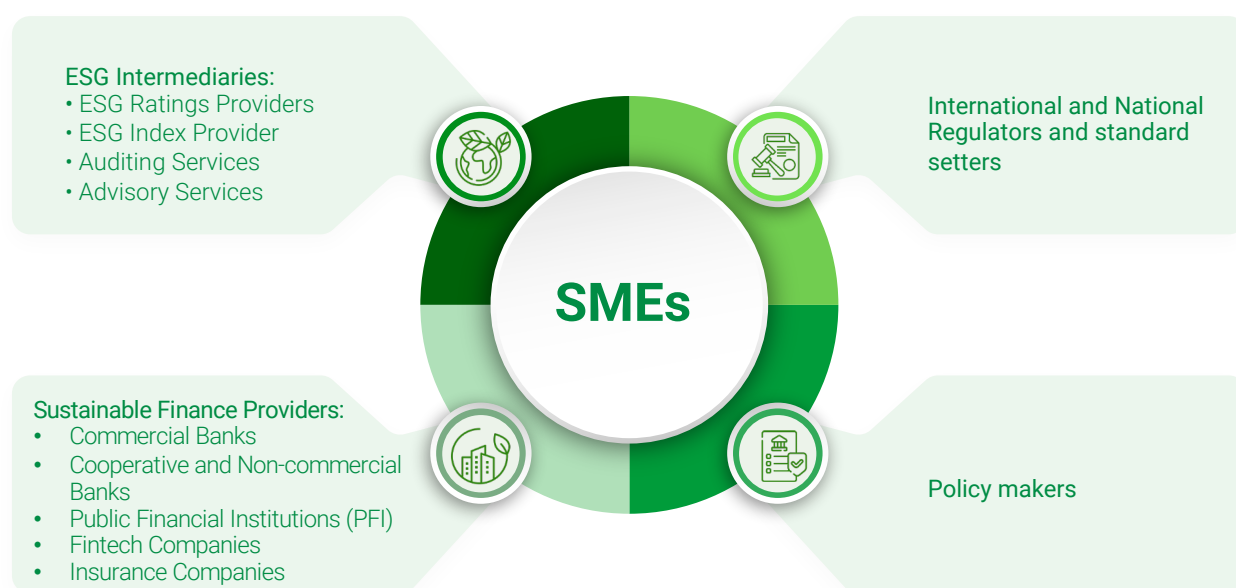 ESG Intermediaries:
• ESG Ratings Providers
• ESG Index Provider
• Auditing Services
• Advisory Services
International and National
Regulators and standard
setters
SMEs
Sustainable Finance Providers:
• Commercial Banks
• Cooperative and Non-commercial
Banks
• Public Financial Institutions (PFI)
• Fintech Companies
• Insurance Companies
Policy makers